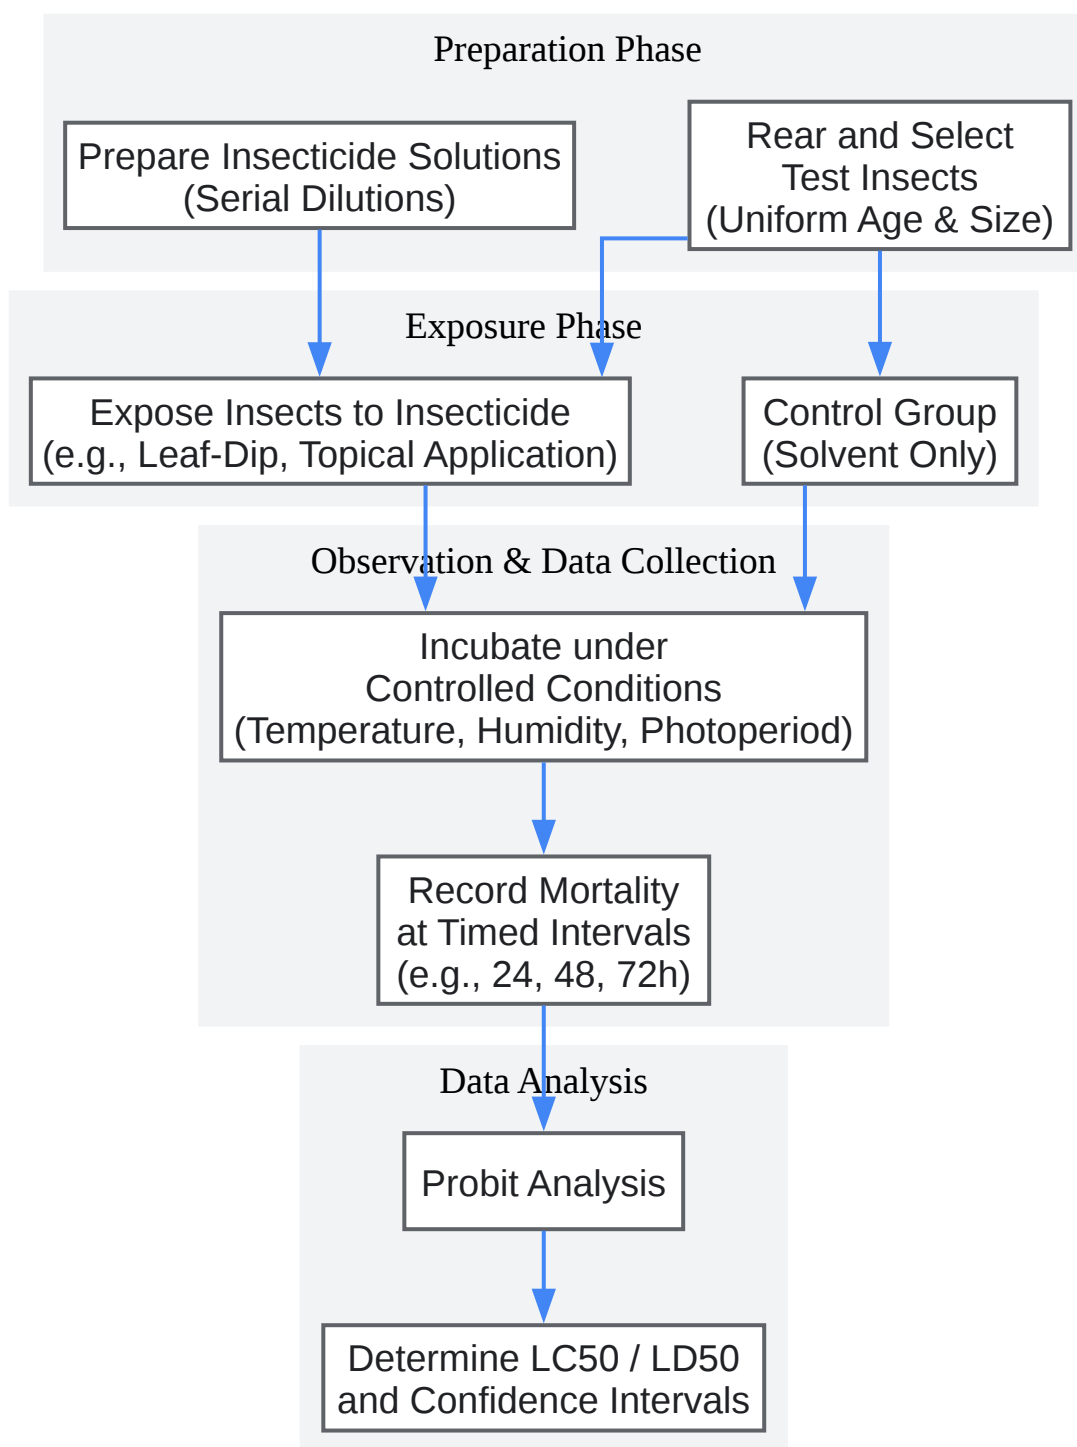 Preparation Phase
Prepare Insecticide Solutions
(Serial Dilutions)
Rear and Select
Test Insects
(Uniform Age & Size)
Exposure Phase
Expose Insects to Insecticide
(e.g., Leaf-Dip, Topical Application)
Control Group
(Solvent Only)
Observation & Data Collection
Incubate under
Controlled Conditions
(Temperature, Humidity, Photoperiod)
Record Mortality
at Timed Intervals
(e.g., 24, 48, 72h)
Data Analysis
Probit Analysis
Determine LC50 / LD50
and Confidence Intervals